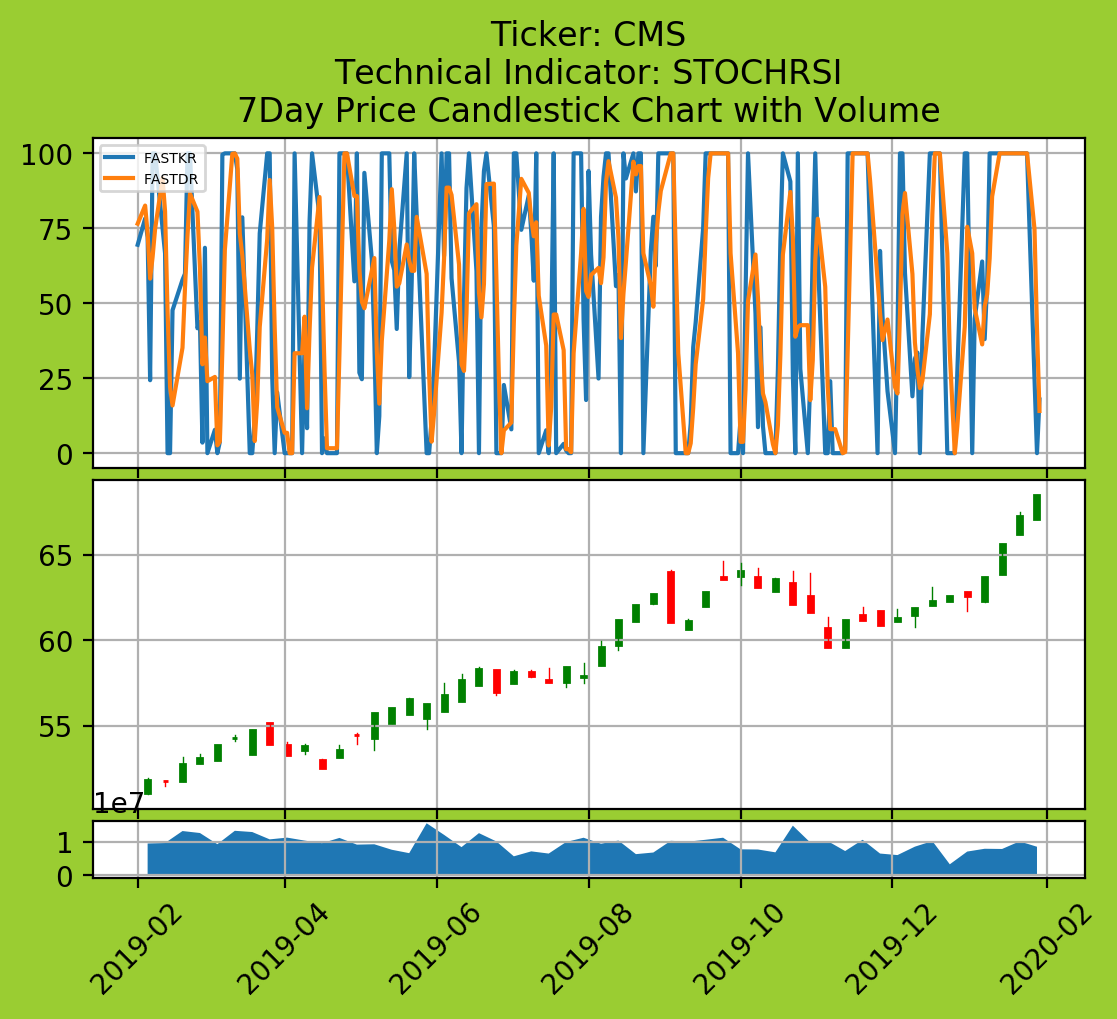 Ticker: CMS
Technical Indicator: STOCHRSI
7Day Price Candlestick Chart with Volume
100
FASTKR
FASTDR
75
50
25
0
65
60
55
1e7
1
0
2019-02
2019-04
2019-06
2019-08
2019-10
2019-12
2020-02